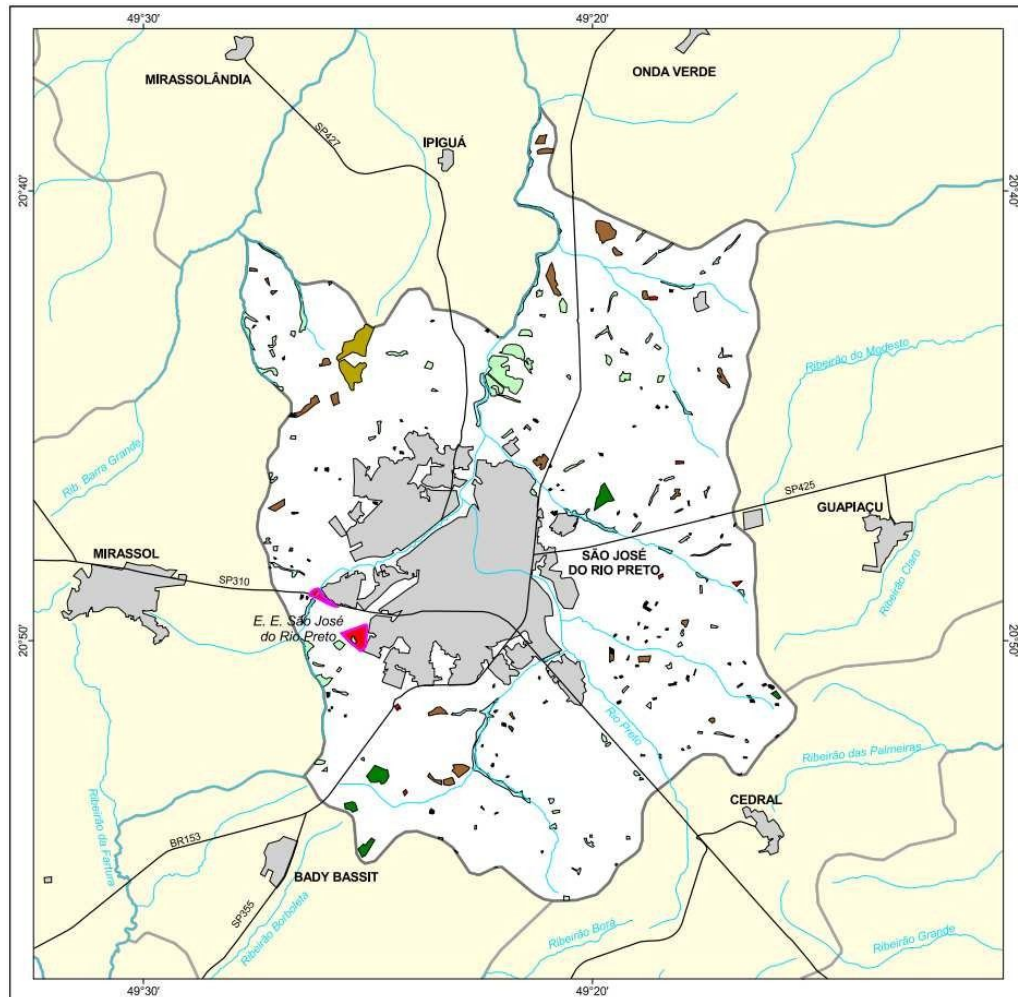 49°30'
49°20'
MIRASSOLÂNDIA
ONDA VERDE
SP427
IPIGUÁ
20°40'
20°40'
Ribeirão do Modesto
Rib. Barra Grande
SP425
GUAPIAÇU
MIRASSOL
SÃO JOSÉ
DO RIO PRETO
SP310
Ribeirão Claro
E. E. São José
do Rio Preto
20°50'
20°50'
Rio Preto
Ribeirão das Palmeiras
CEDRAL
Ribeirão da Fartura
BR153
BADY BASSIT
SP355
Ribeirão Borboleta
Ribeirão Borá
Ribeirão Grande
49°30'
49°20'